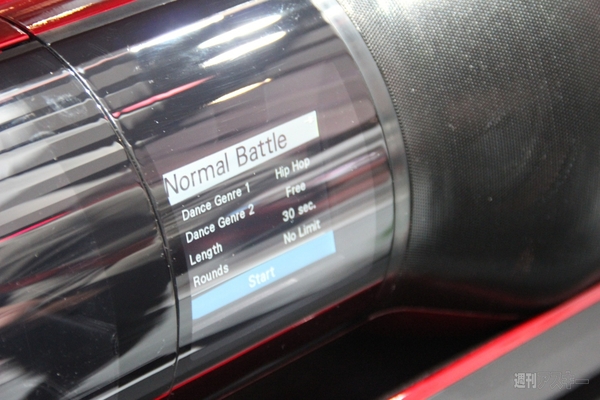 Normal Battle
Dance Genre 1 Hip Hop
Dance Genre 2 Free
Length 30 sec.
Rounds No Limit
Start
週刊